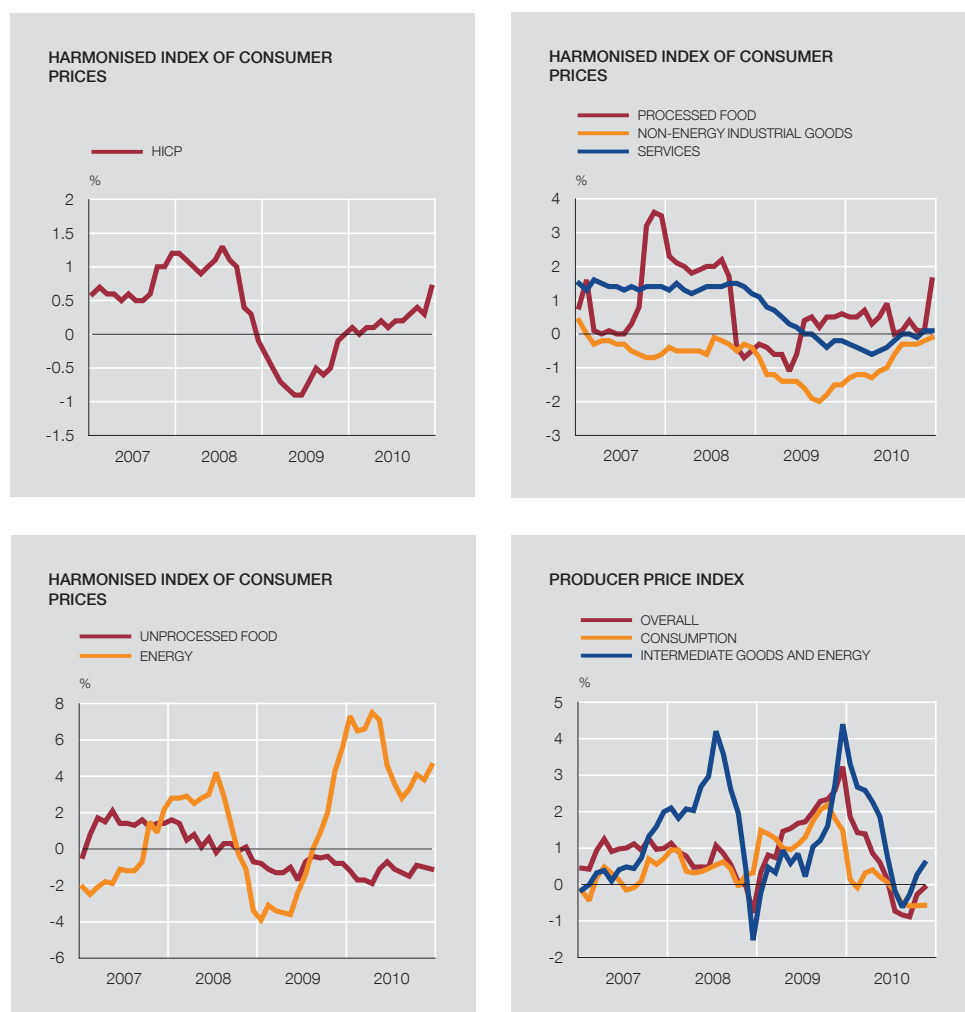 HARMONISED INDEX OF CONSUMER
PRICES
HICP
%
2
1.5
1
0.5
0
-0.5
-1
-1.5
2007 2008 2009 2010
HARMONISED INDEX OF CONSUMER
PRICES
PROCESSED FOOD
NON-ENERGY INDUSTRIAL GOODS
SERVICES
%
4
3
2
1
0
-1
-2
-3
2007 2008 2009 2010
HARMONISED INDEX OF CONSUMER
PRICES
UNPROCESSED FOOD
ENERGY
%
8
6
4
2
0
-2
-4
-6
2007 2008 2009 2010
PRODUCER PRICE INDEX
OVERALL
CONSUMPTION
INTERMEDIATE GOODS AND ENERGY
%
5
4
3
2
1
0
-1
-2
2007 2008 2009 2010